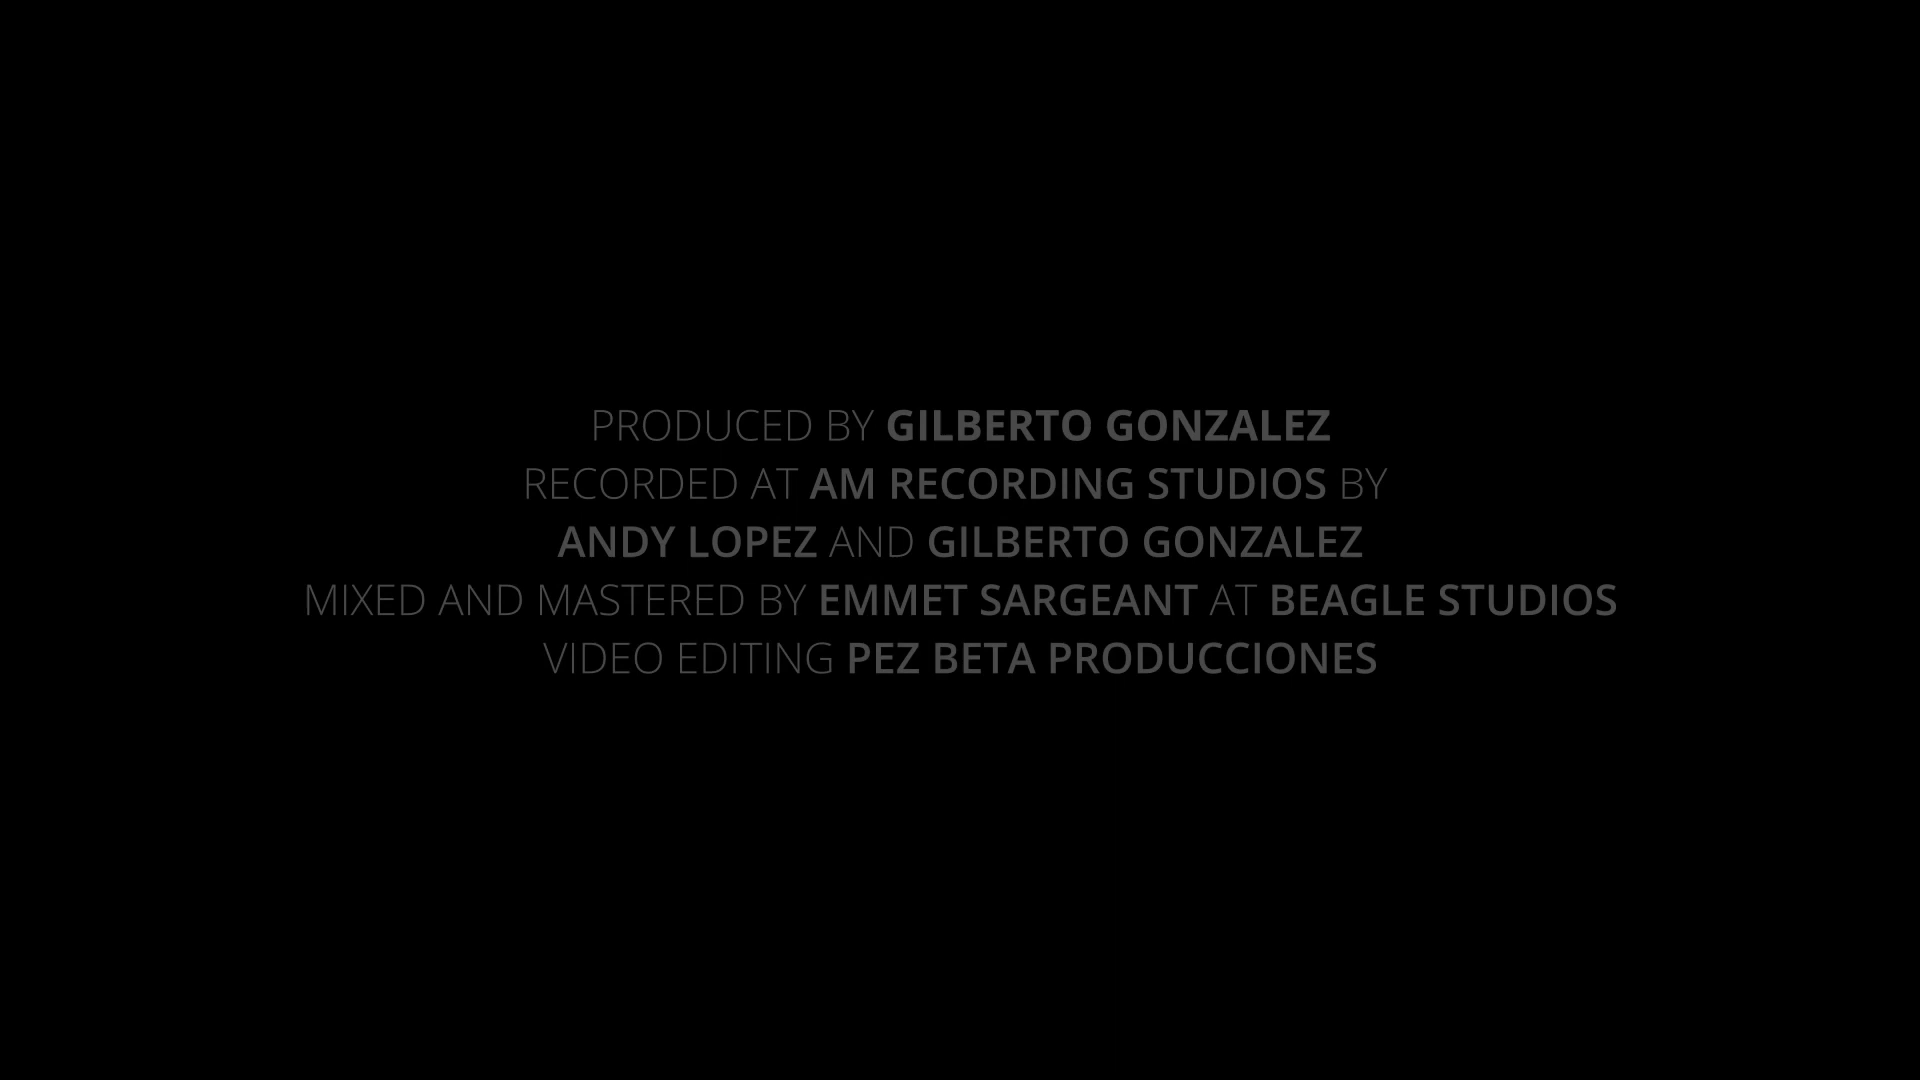 PRODUCED BY GILBERTO GONZALEZ
RECORDED AT AM RECORDING STUDIOS BY
ANDY LOPEZ AND GILBERTO GONZALEZ
MIXED AND MASTERED BY EMMET SARGEANT AT BEAGLE STUDIOS
VIDEO EDITING PEZ BETA PRODUCCIONES